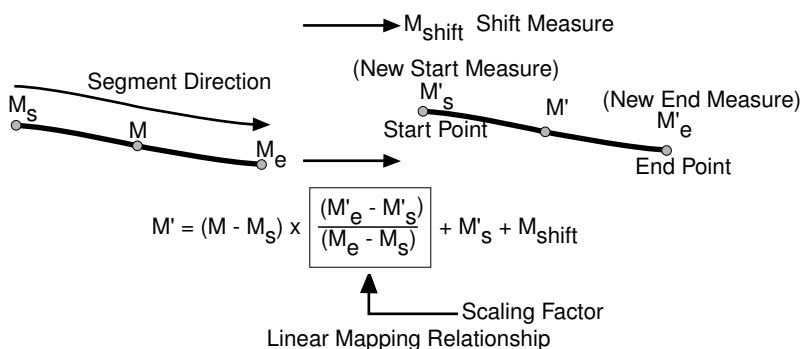 M_shift Shift Measure
Segment Direction
(New Start Measure)
M_s
M'_s
M
M'
(New End Measure)
M'_e
Start Point
M_e
End Point
M' = (M - M_s) x (M'_e - M'_s) / (M_e - M_s) + M'_s + M_shift
Scaling Factor
Linear Mapping Relationship